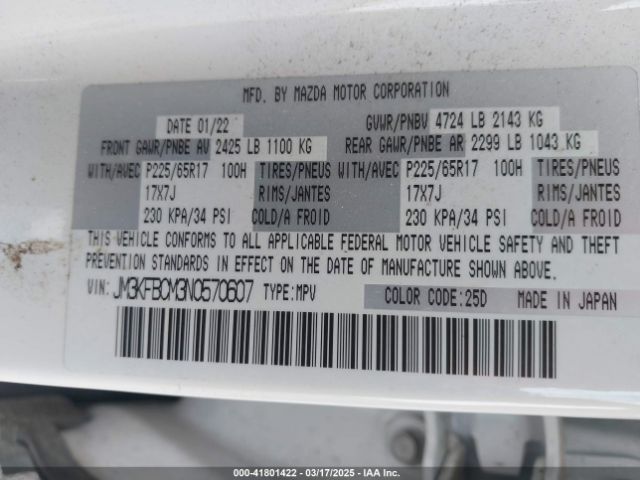 MFD. BY MAZDA MOTOR CORPORATION
DATE 01/22 GVWR/PNBV 4724 LB 2143 KG
FRONT GAWR/PNBE AV 2425 LB 1100 KG REAR GAWR/PNBE AR 2299 LB 1043 KG
WITH/AVEC P225/65R17 100H TIRES/PNEUS WITH/AVEC P225/65R17 100H TIRES/PNEUS
17X7J RIMS/JANTES 17X7J RIMS/JANTES
230 KPA/34 PSI COLD/A FROID 230 KPA/34 PSI COLD/A FROID
THIS VEHICLE CONFORMS TO ALL APPLICABLE FEDERAL MOTOR VEHICLE SAFETY AND THEFT
PREVENTION STANDARDS IN EFFECT ON THE DATE OF MANUFACTURE SHOWN ABOVE.
VIN: JM3KFBCM3N0570607 TYPE: MPV COLOR CODE: 25D MADE IN JAPAN
000-41801422 — 03/17/2025 — IAA Inc.